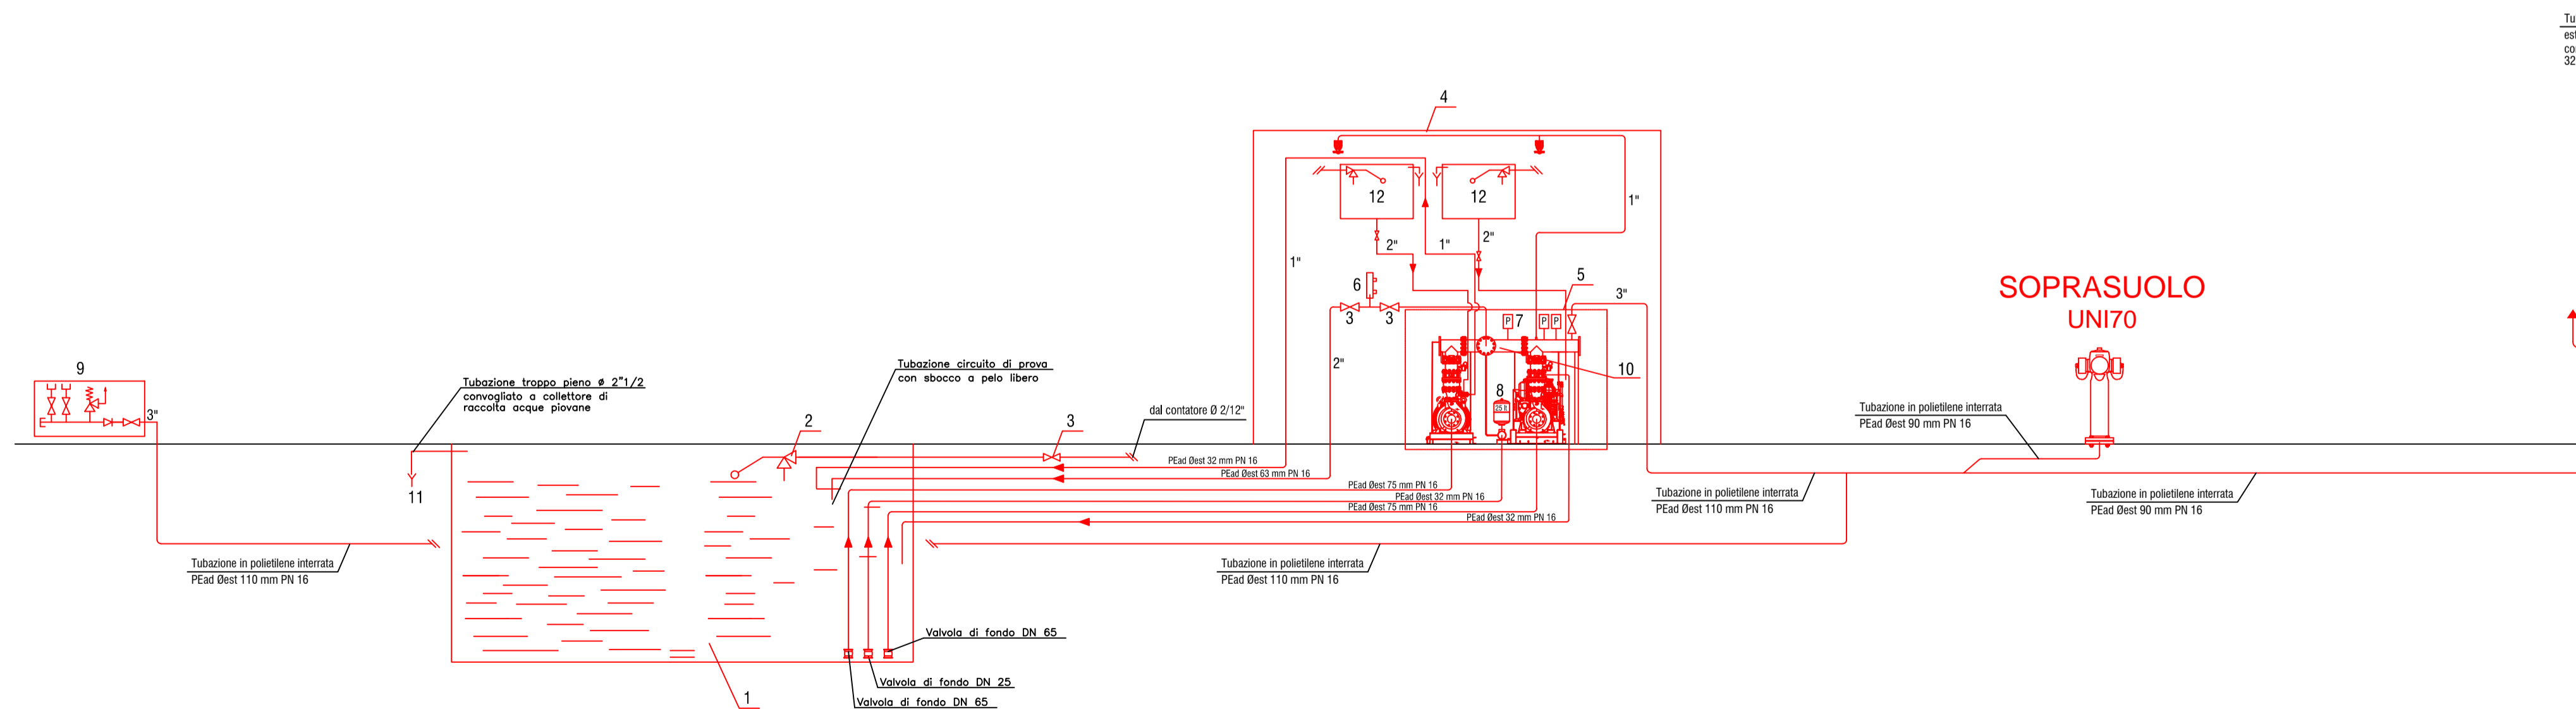 Tu
est
co
32
4
12
12
1"
2"
1"
2"
1"
6
3
3
5
3"
P
7
P
P
2"
8
25 lt
10
SOPRASUOLO
UNI70
9
3"
Tubazione troppo pieno ø 2"1/2
convogliato a collettore di
raccolta acque piovane
11
Tubazione circuito di prova
con sbocco a pelo libero
2
3
dal contatore Ø 2/12"
PEad Øest 32 mm PN 16
PEad Øest 63 mm PN 16
PEad Øest 75 mm PN 16
PEad Øest 32 mm PN 16
PEad Øest 75 mm PN 16
PEad Øest 32 mm PN 16
Tubazione in polietilene interrata
PEad Øest 90 mm PN 16
Tubazione in polietilene interrata
PEad Øest 110 mm PN 16
Tubazione in polietilene interrata
PEad Øest 90 mm PN 16
Tubazione in polietilene interrata
PEad Øest 110 mm PN 16
Tubazione in polietilene interrata
PEad Øest 110 mm PN 16
Valvola di fondo DN 65
Valvola di fondo DN 25
Valvola di fondo DN 65
1